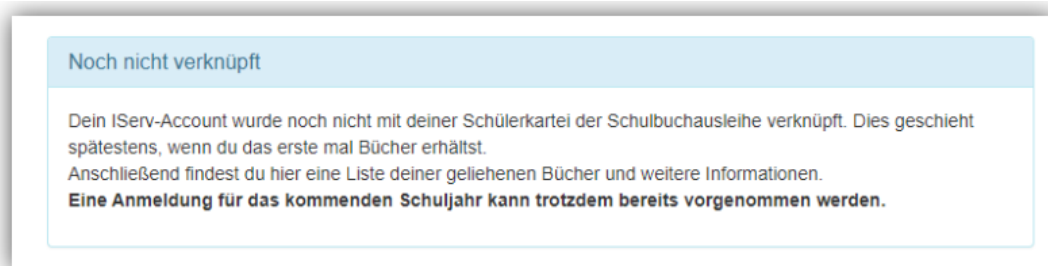 Noch nicht verknüpft
Dein IServ-Account wurde noch nicht mit deiner Schülerkartei der Schulbuchausleihe verknüpft. Dies geschieht
spätestens, wenn du das erste mal Bücher erhältst.
Anschließend findest du hier eine Liste deiner geliehenen Bücher und weitere Informationen.
Eine Anmeldung für das kommenden Schuljahr kann trotzdem bereits vorgenommen werden.